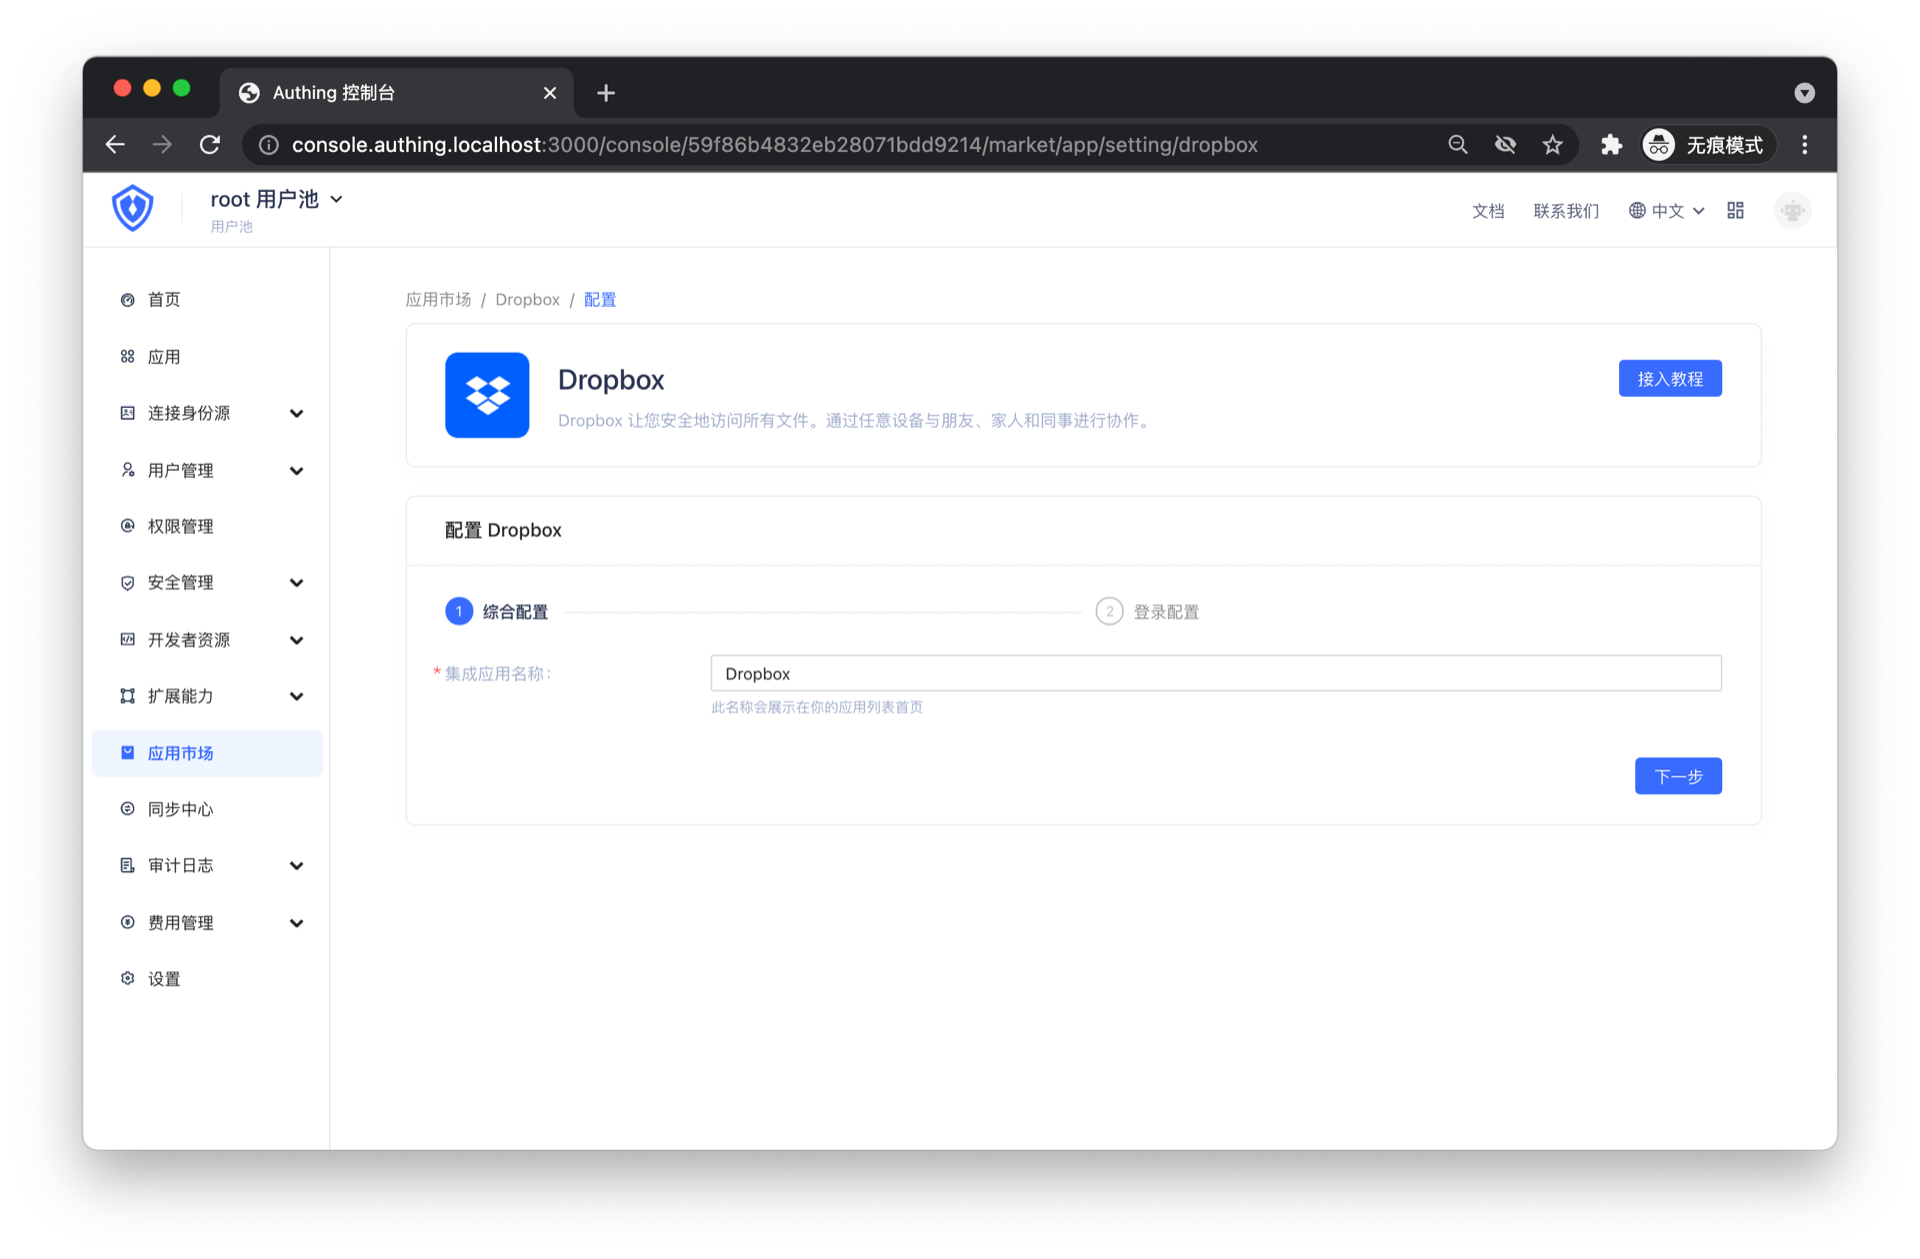 Authing 控制台
console.authing.localhost:3000/console/59f86b4832eb28071bdd9214/market/app/setting/dropbox
无痕模式
root 用户池
用户池
文档
联系我们
中文
首页
应用
连接身份源
用户管理
权限管理
安全管理
开发者资源
扩展能力
应用市场
同步中心
审计日志
费用管理
设置
应用市场 / Dropbox / 配置
Dropbox
Dropbox 让您安全地访问所有文件。通过任意设备与朋友、家人和同事进行协作。
接入教程
配置 Dropbox
1 综合配置
2 登录配置
* 集成应用名称:
Dropbox
此名称会展示在你的应用列表首页
下一步